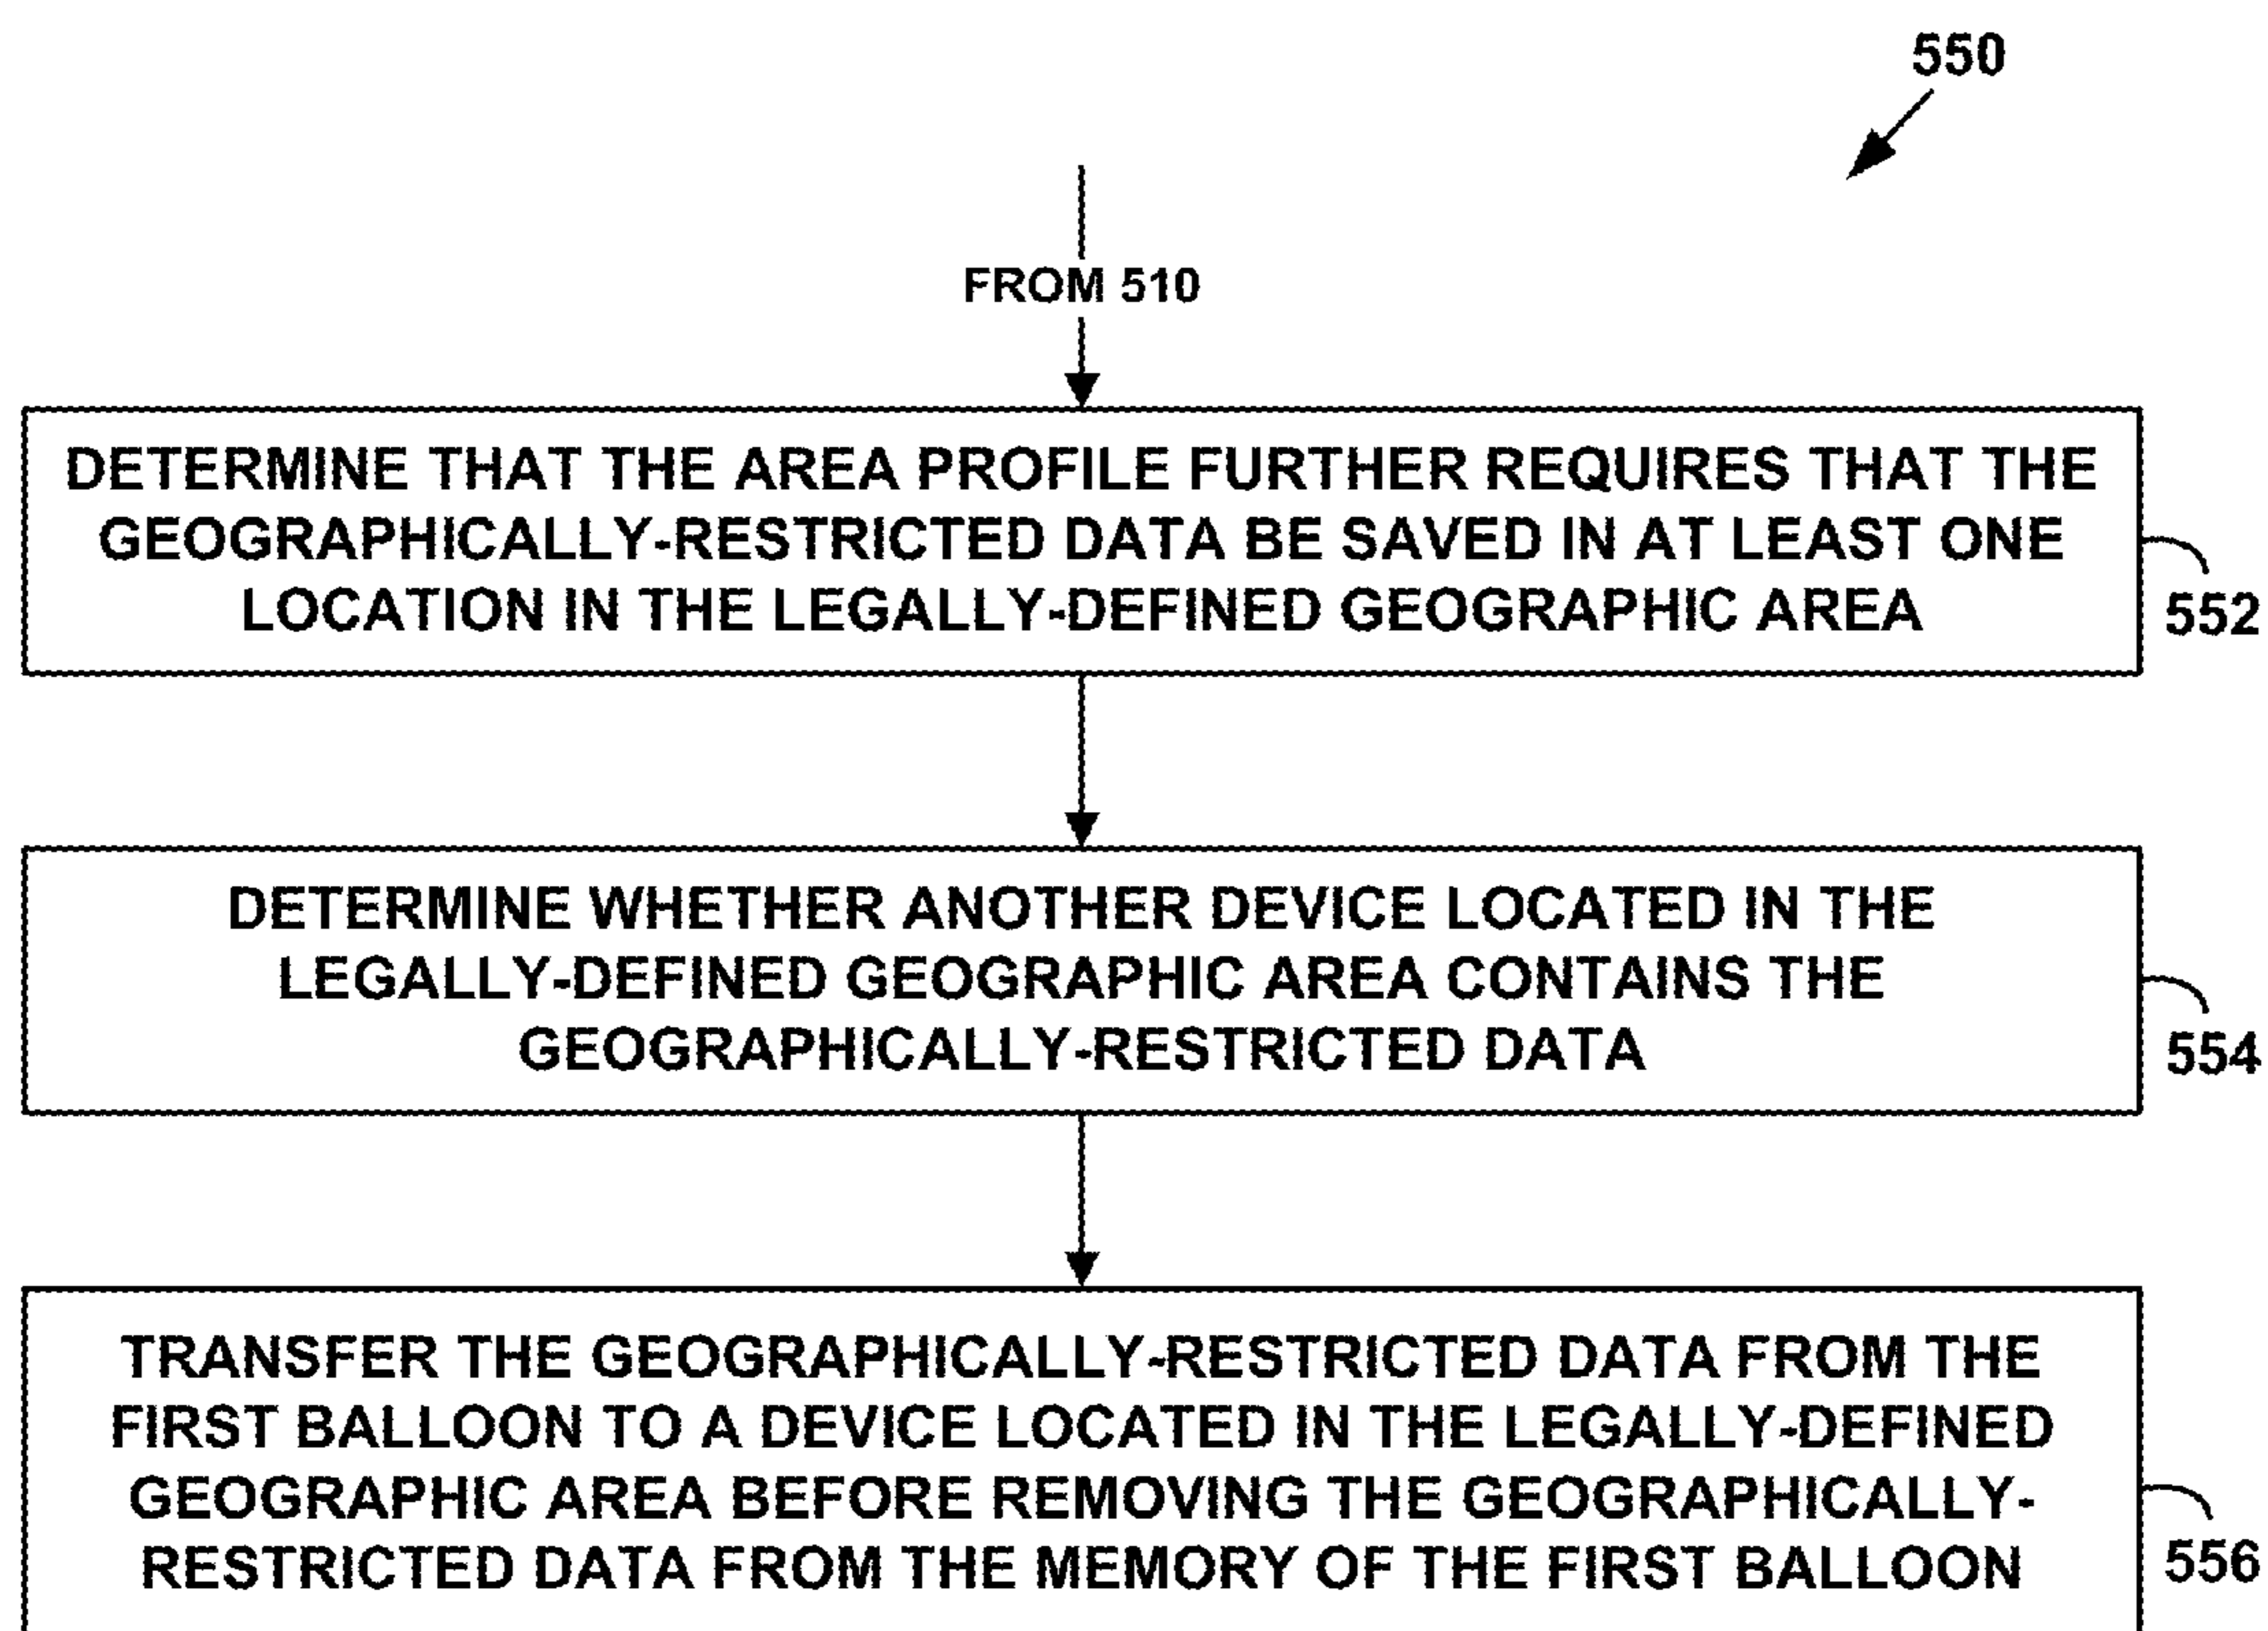 550
FROM 510
DETERMINE THAT THE AREA PROFILE FURTHER REQUIRES THAT THE
GEOGRAPHICALLY-RESTRICTED DATA BE SAVED IN AT LEAST ONE
LOCATION IN THE LEGALLY-DEFINED GEOGRAPHIC AREA
552
DETERMINE WHETHER ANOTHER DEVICE LOCATED IN THE
LEGALLY-DEFINED GEOGRAPHIC AREA CONTAINS THE
GEOGRAPHICALLY-RESTRICTED DATA
554
TRANSFER THE GEOGRAPHICALLY-RESTRICTED DATA FROM THE
FIRST BALLOON TO A DEVICE LOCATED IN THE LEGALLY-DEFINED
GEOGRAPHIC AREA BEFORE REMOVING THE GEOGRAPHICALLY-
RESTRICTED DATA FROM THE MEMORY OF THE FIRST BALLOON
556